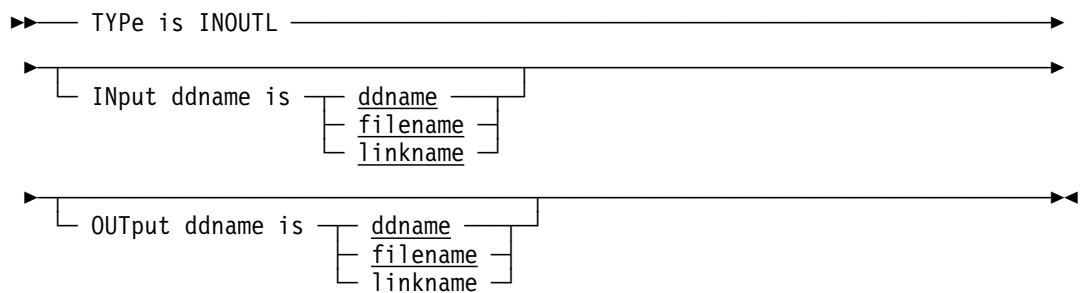 TYPe is INOUTL
INput ddname is ddname
filename
linkname
OUTput ddname is ddname
filename
linkname